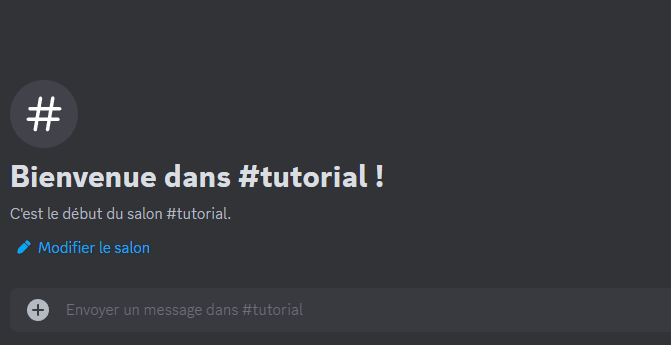 Bienvenue dans #tutorial !
C'est le début du salon #tutorial.
Modifier le salon
Envoyer un message dans #tutorial